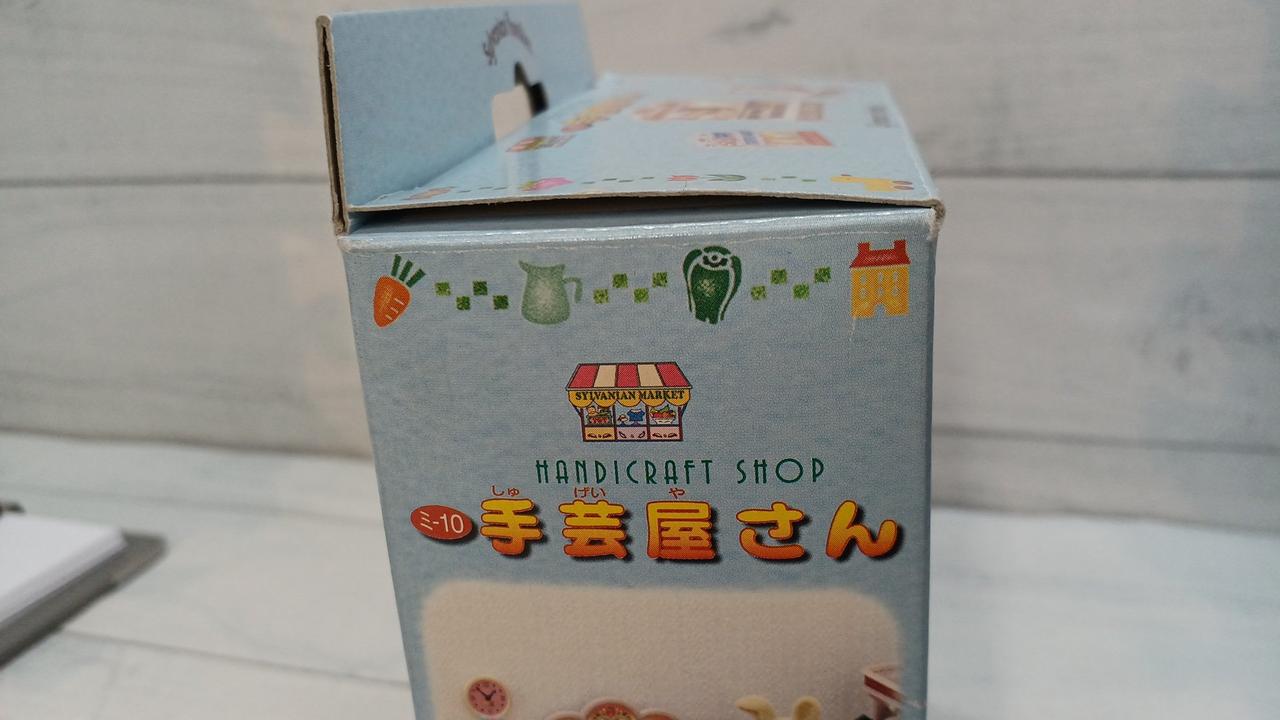 SYLVANIAN MARKET
HANDICRAFT SHOP
しゅ げい や
ミ-10 手芸屋さん